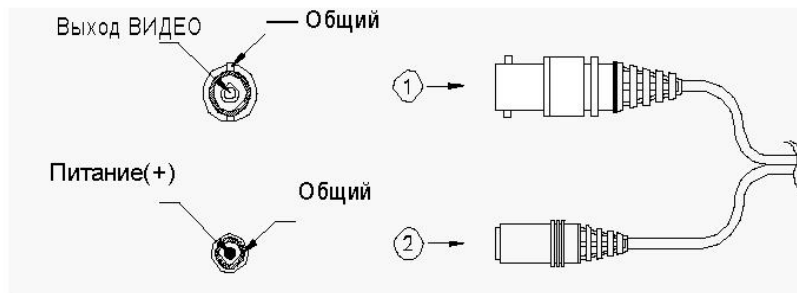 Выход ВИДЕО
Общий
1
Питание(+)
Общий
2